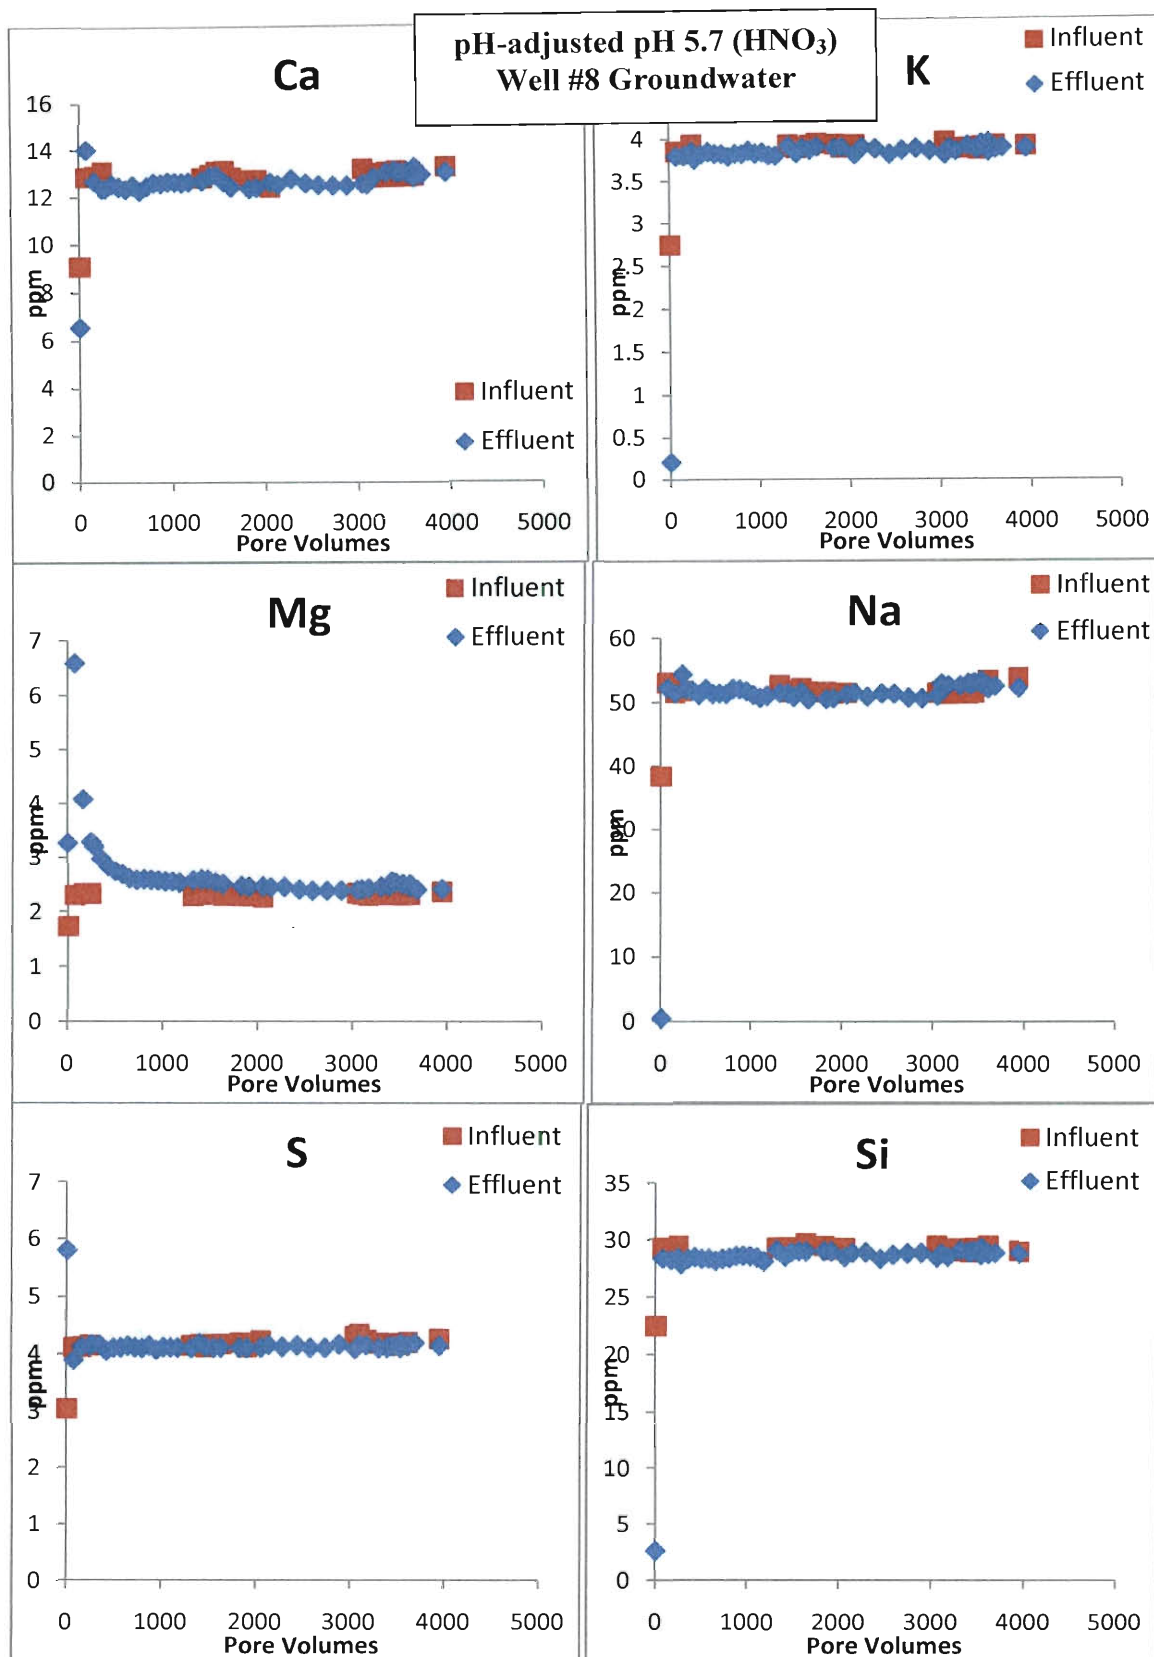 pH-adjusted pH 5.7 (HNO₃)
Well #8 Groundwater
Ca
16
14
12
10
8
6
4
2
0
ppm
0 1000 2000 3000 4000 5000
Pore Volumes
Influent
Effluent
K
Influent
Effluent
4
3.5
3
2.5
2
1.5
1
0.5
0
ppm
0 1000 2000 3000 4000 5000
Pore Volumes
Mg
Influent
Effluent
7
6
5
4
3
2
1
0
ppm
0 1000 2000 3000 4000 5000
Pore Volumes
Na
Influent
Effluent
60
50
40
30
20
10
0
ppm
0 1000 2000 3000 4000 5000
Pore Volumes
S
Influent
Effluent
7
6
5
4
3
2
1
0
ppm
0 1000 2000 3000 4000 5000
Pore Volumes
Si
Influent
Effluent
35
30
25
20
15
10
5
0
ppm
0 1000 2000 3000 4000 5000
Pore Volumes